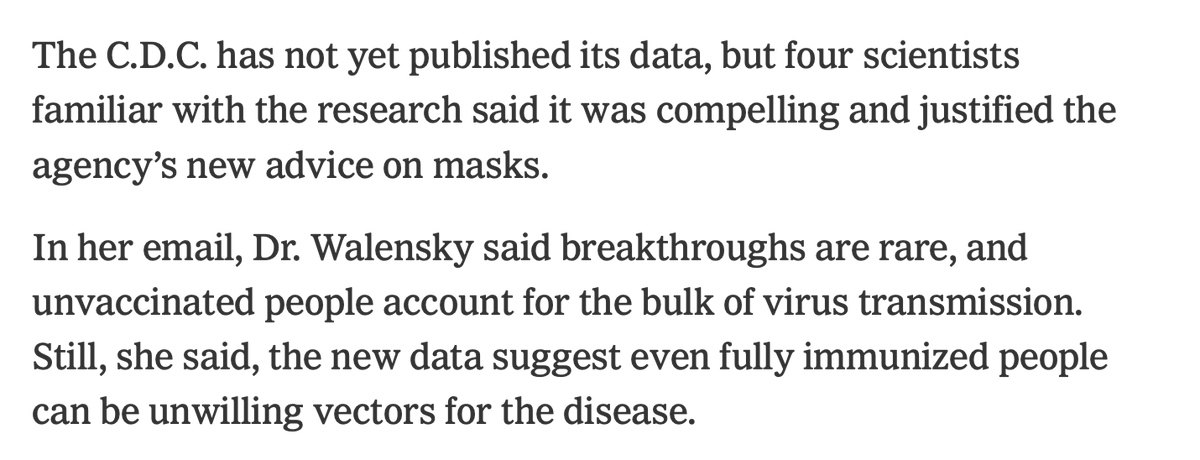 The C.D.C. has not yet published its data, but four scientists
familiar with the research said it was compelling and justified the
agency’s new advice on masks.
In her email, Dr. Walensky said breakthroughs are rare, and
unvaccinated people account for the bulk of virus transmission.
Still, she said, the new data suggest even fully immunized people
can be unwilling vectors for the disease.